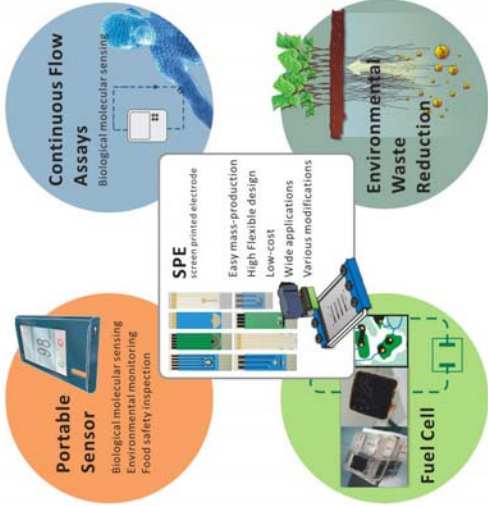 Portable
Sensor
Biological molecular sensing
Environmental monitoring
Food safety inspection
98
Continuous Flow
Assays
Biological molecular sensing
SPE
screen printed electrode
Easy mass-production
High Flexible design
Low-cost
Wide applications
Various modifications
Fuel Cell
Environmental
Waste
Reduction